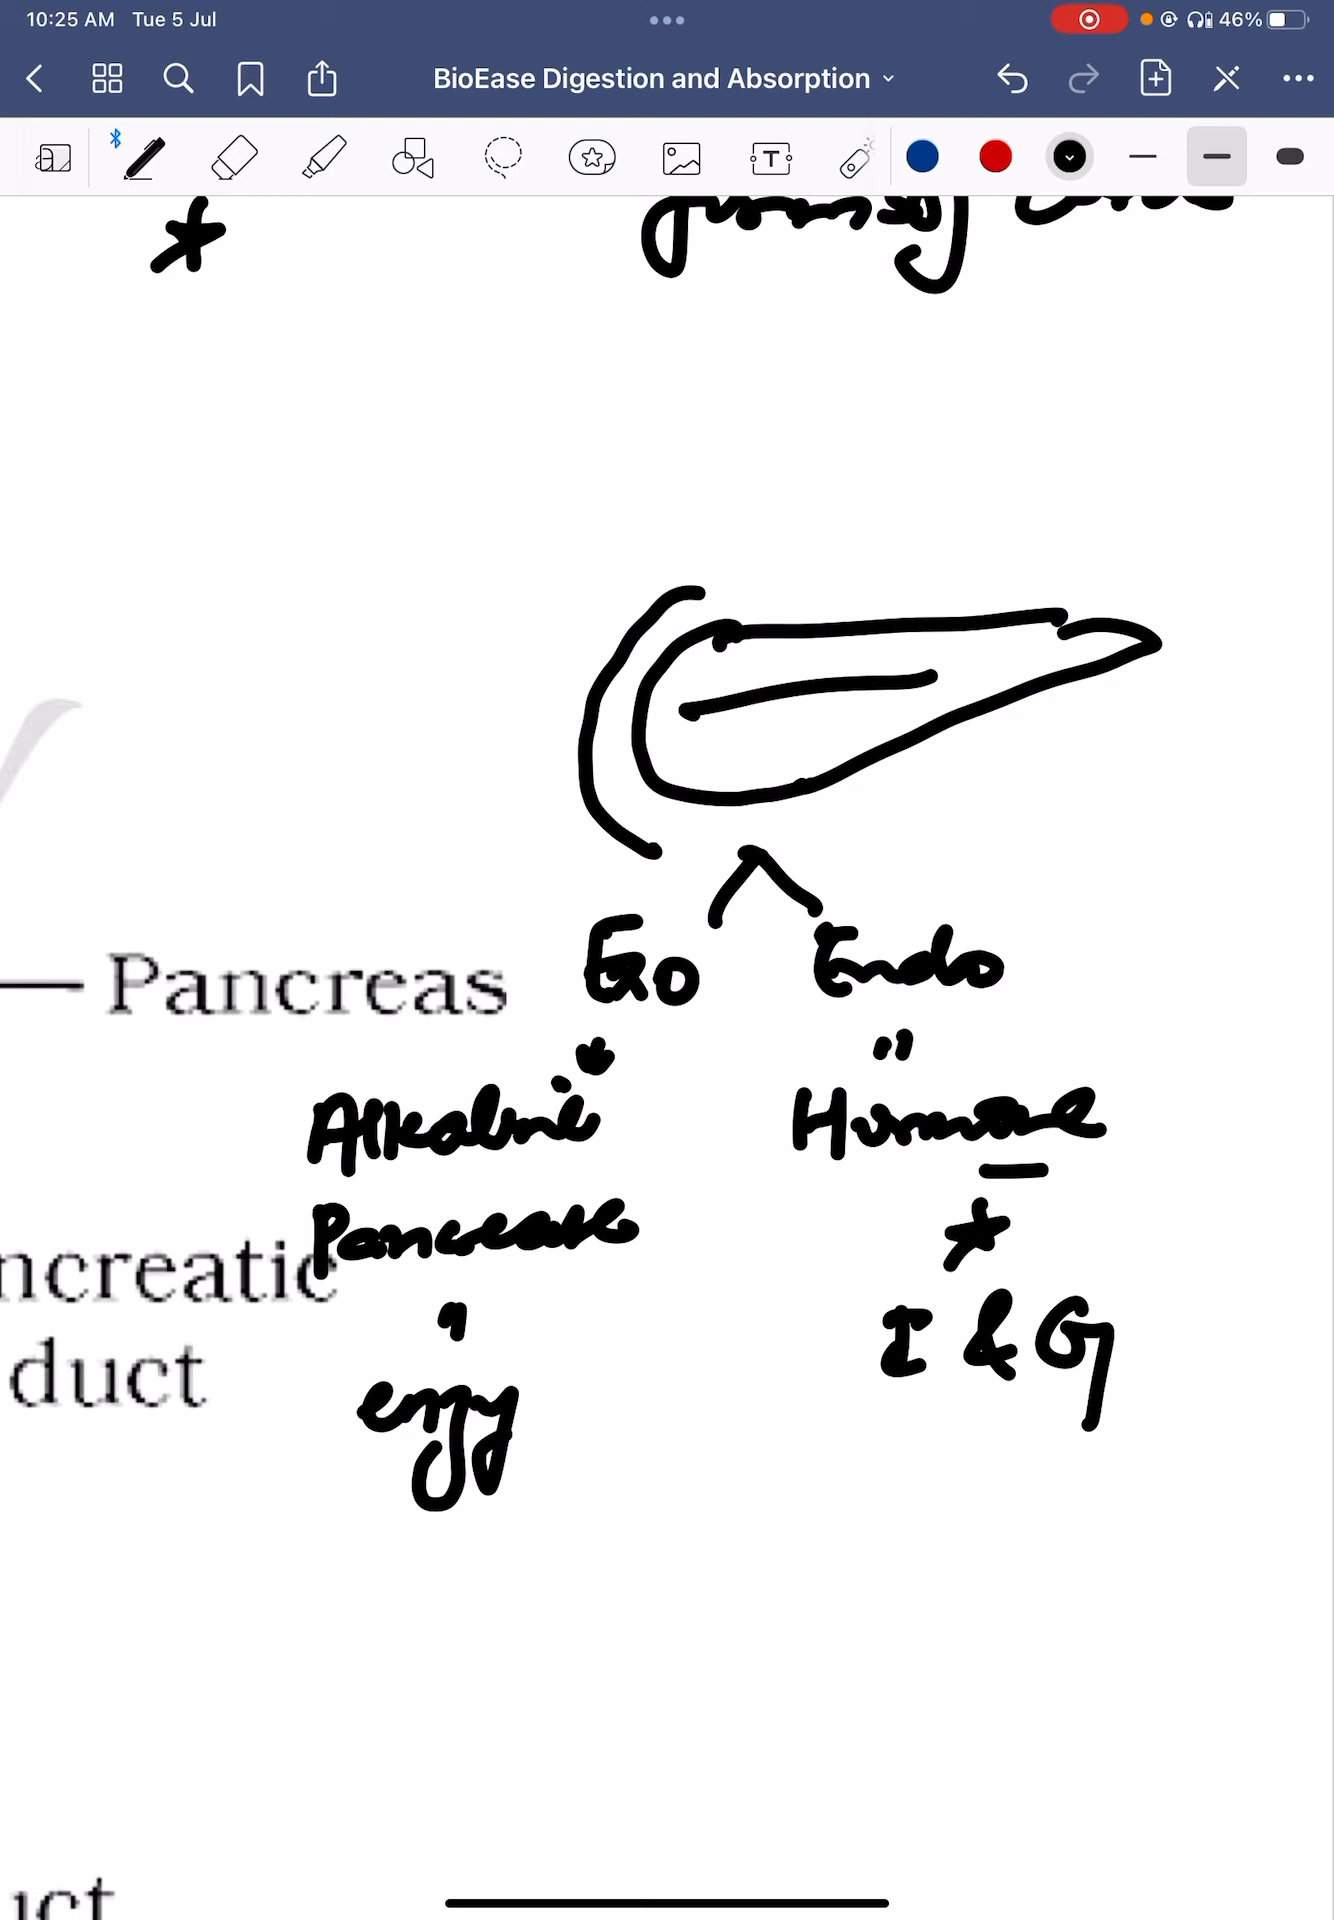 10:25 AM Tue 5 Jul
46%
BioEase Digestion and Absorption
T
Pancreas
Exo Endo
Alkaline Hormone
Pancreatic
ncreatic
I & G
duct
enzy
uct